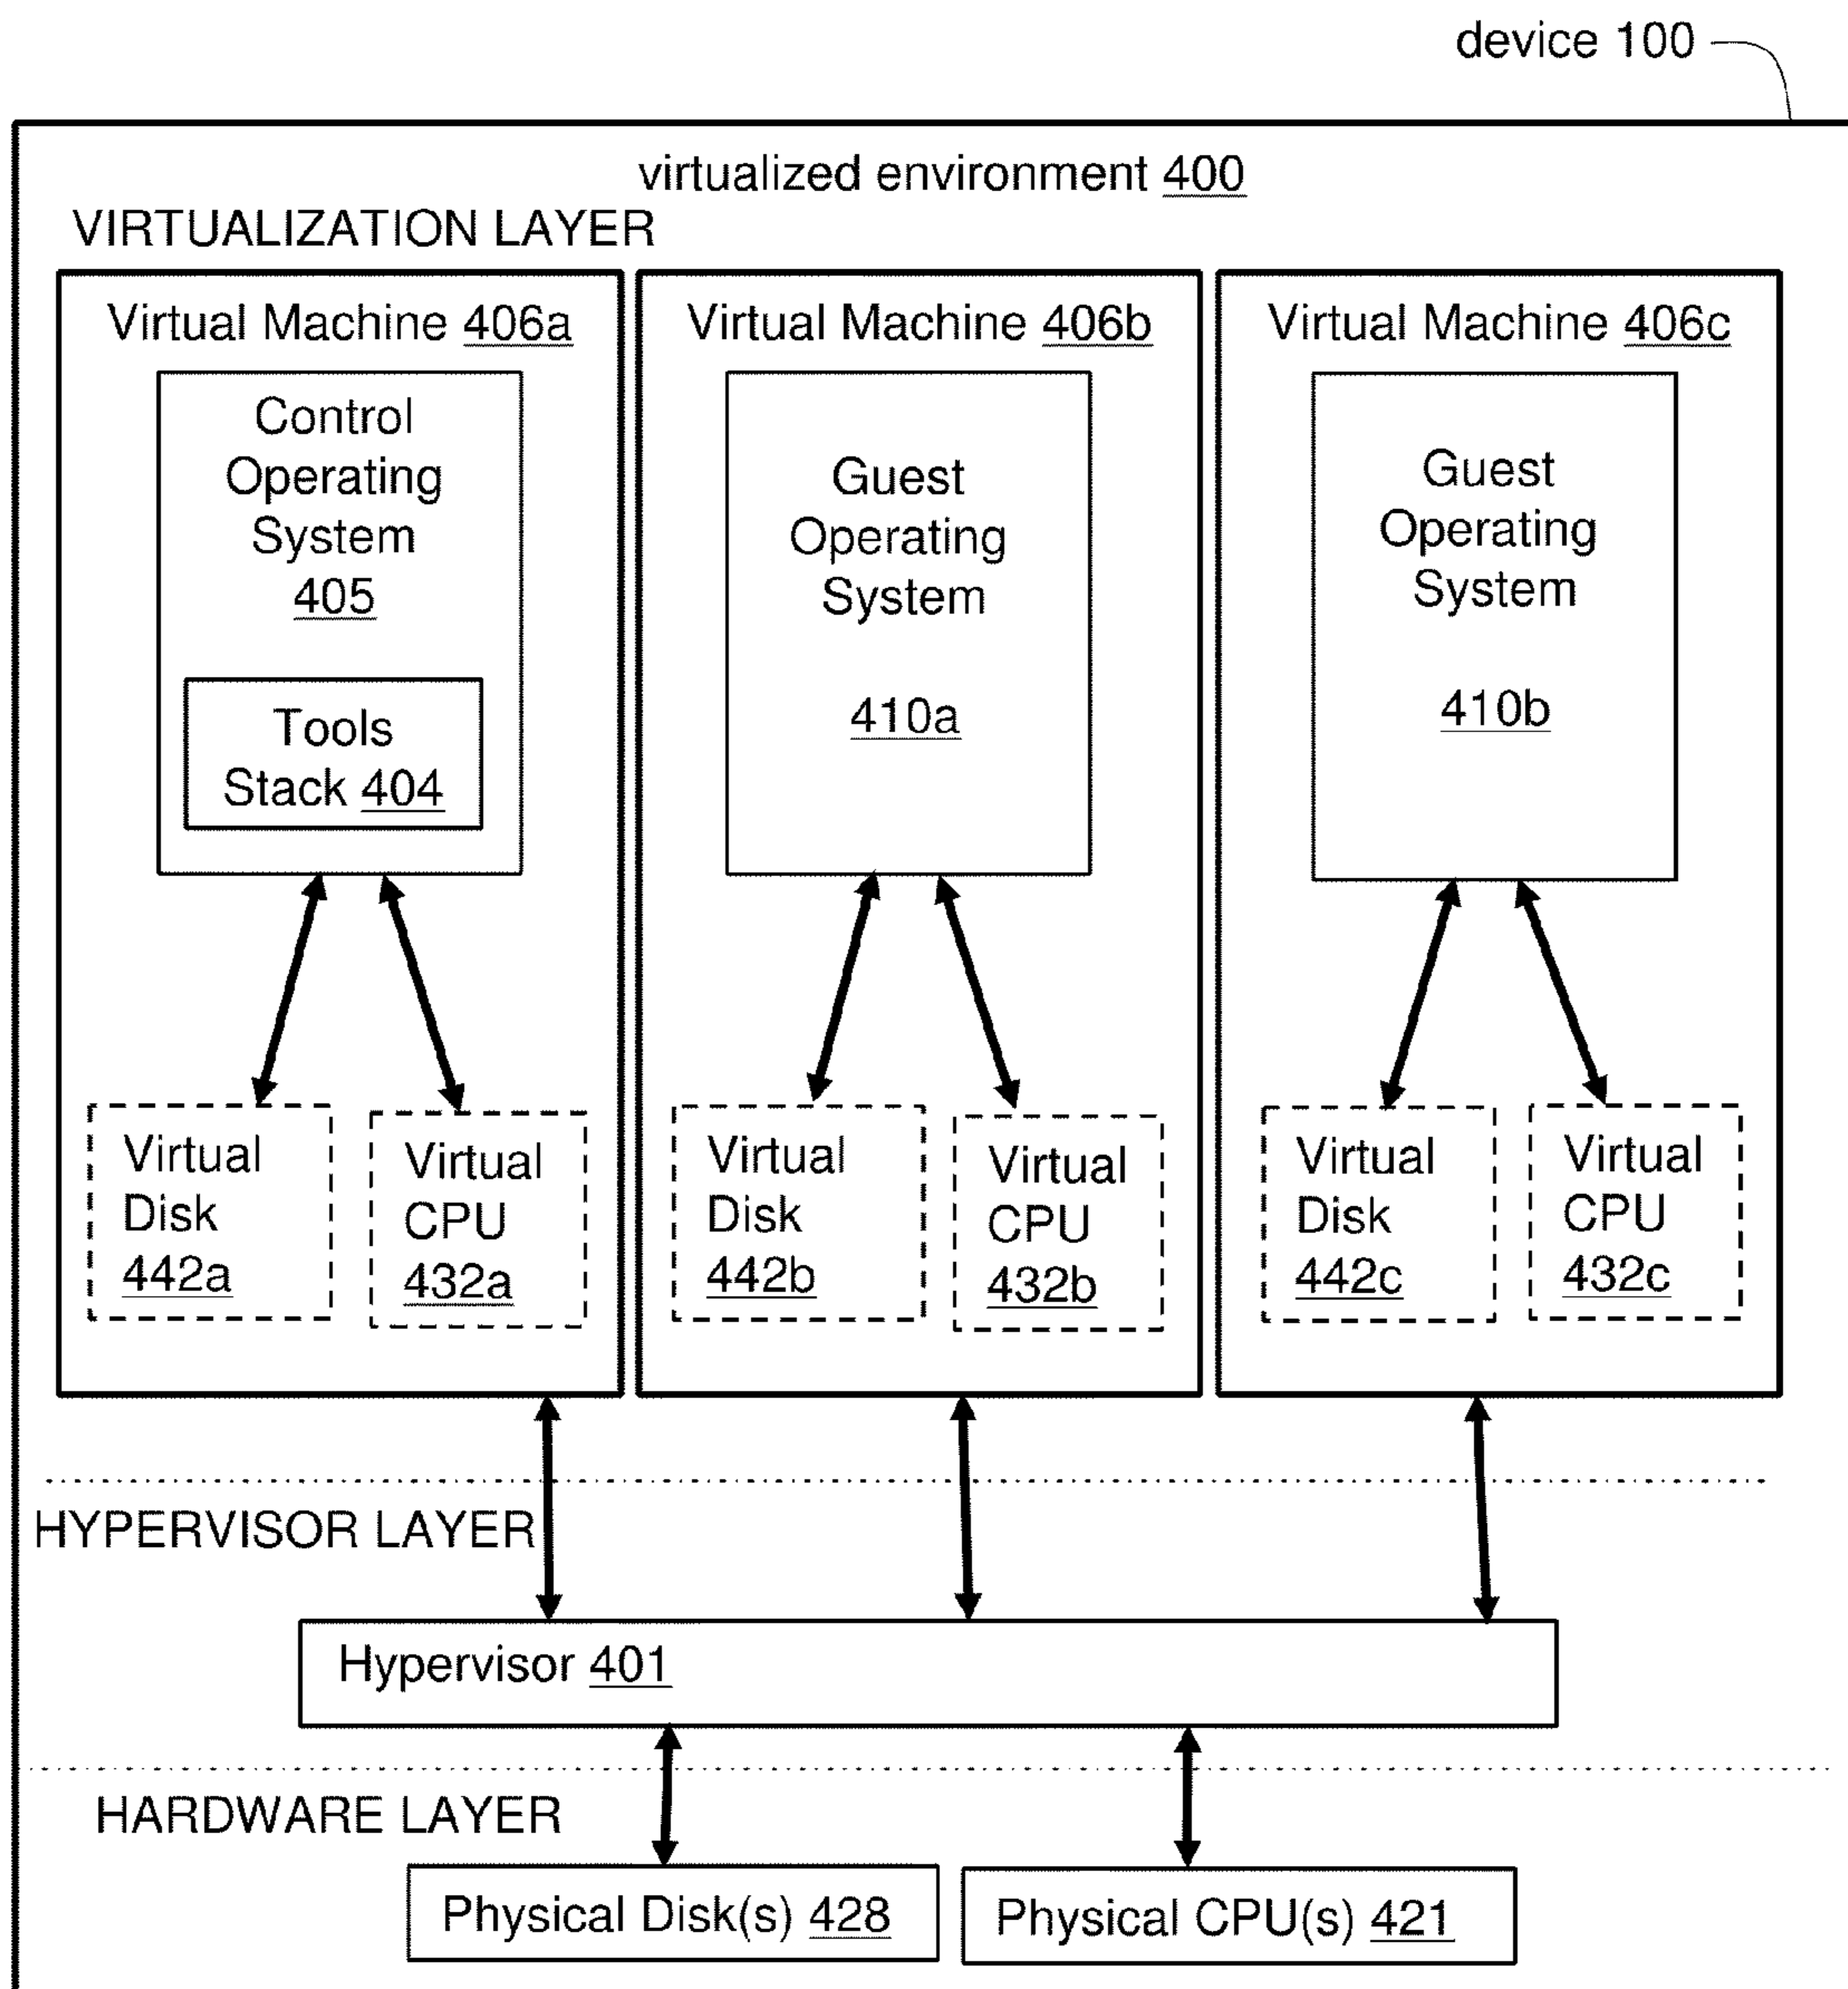 device 100
virtualized environment 400
VIRTUALIZATION LAYER
Virtual Machine 406a
Control
Operating
System
405
Tools
Stack 404
Virtual
Disk
442a
Virtual
CPU
432a
Virtual Machine 406b
Guest
Operating
System
410a
Virtual
Disk
442b
Virtual
CPU
432b
Virtual Machine 406c
Guest
Operating
System
410b
Virtual
Disk
442c
Virtual
CPU
432c
HYPERVISOR LAYER
Hypervisor 401
HARDWARE LAYER
Physical Disk(s) 428
Physical CPU(s) 421